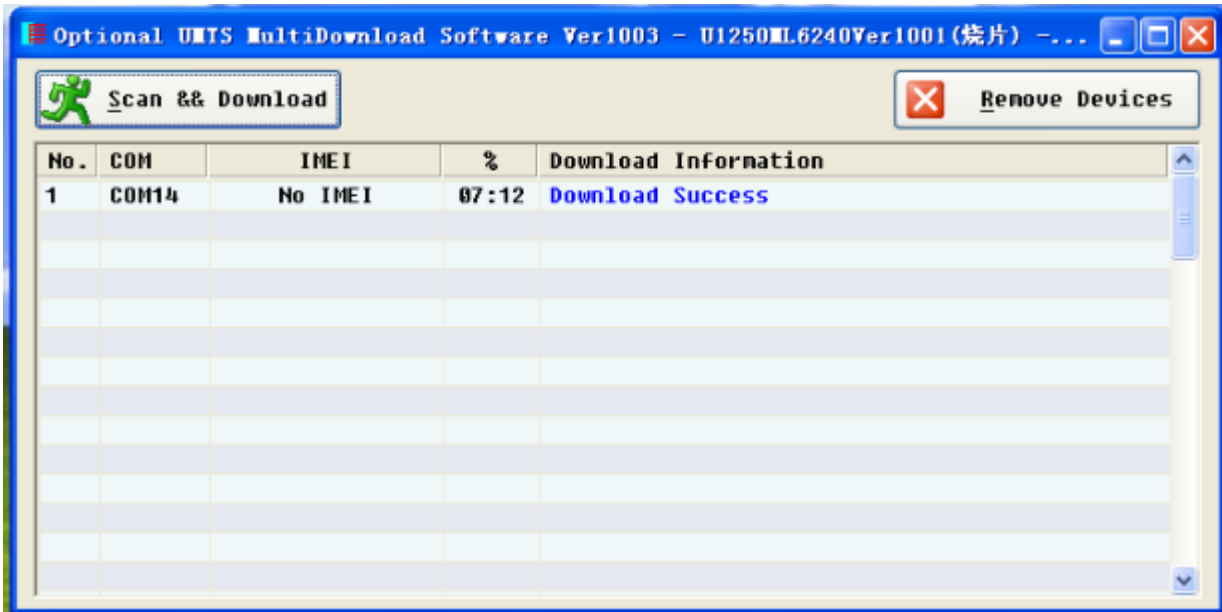 Optional UMTS MultiDownload Software Ver1003 - U1250ML6240Ver1001(烧片) -...
Scan && Download
Remove Devices
No. COM IMEI % Download Information
1 COM14 No IMEI 07:12 Download Success